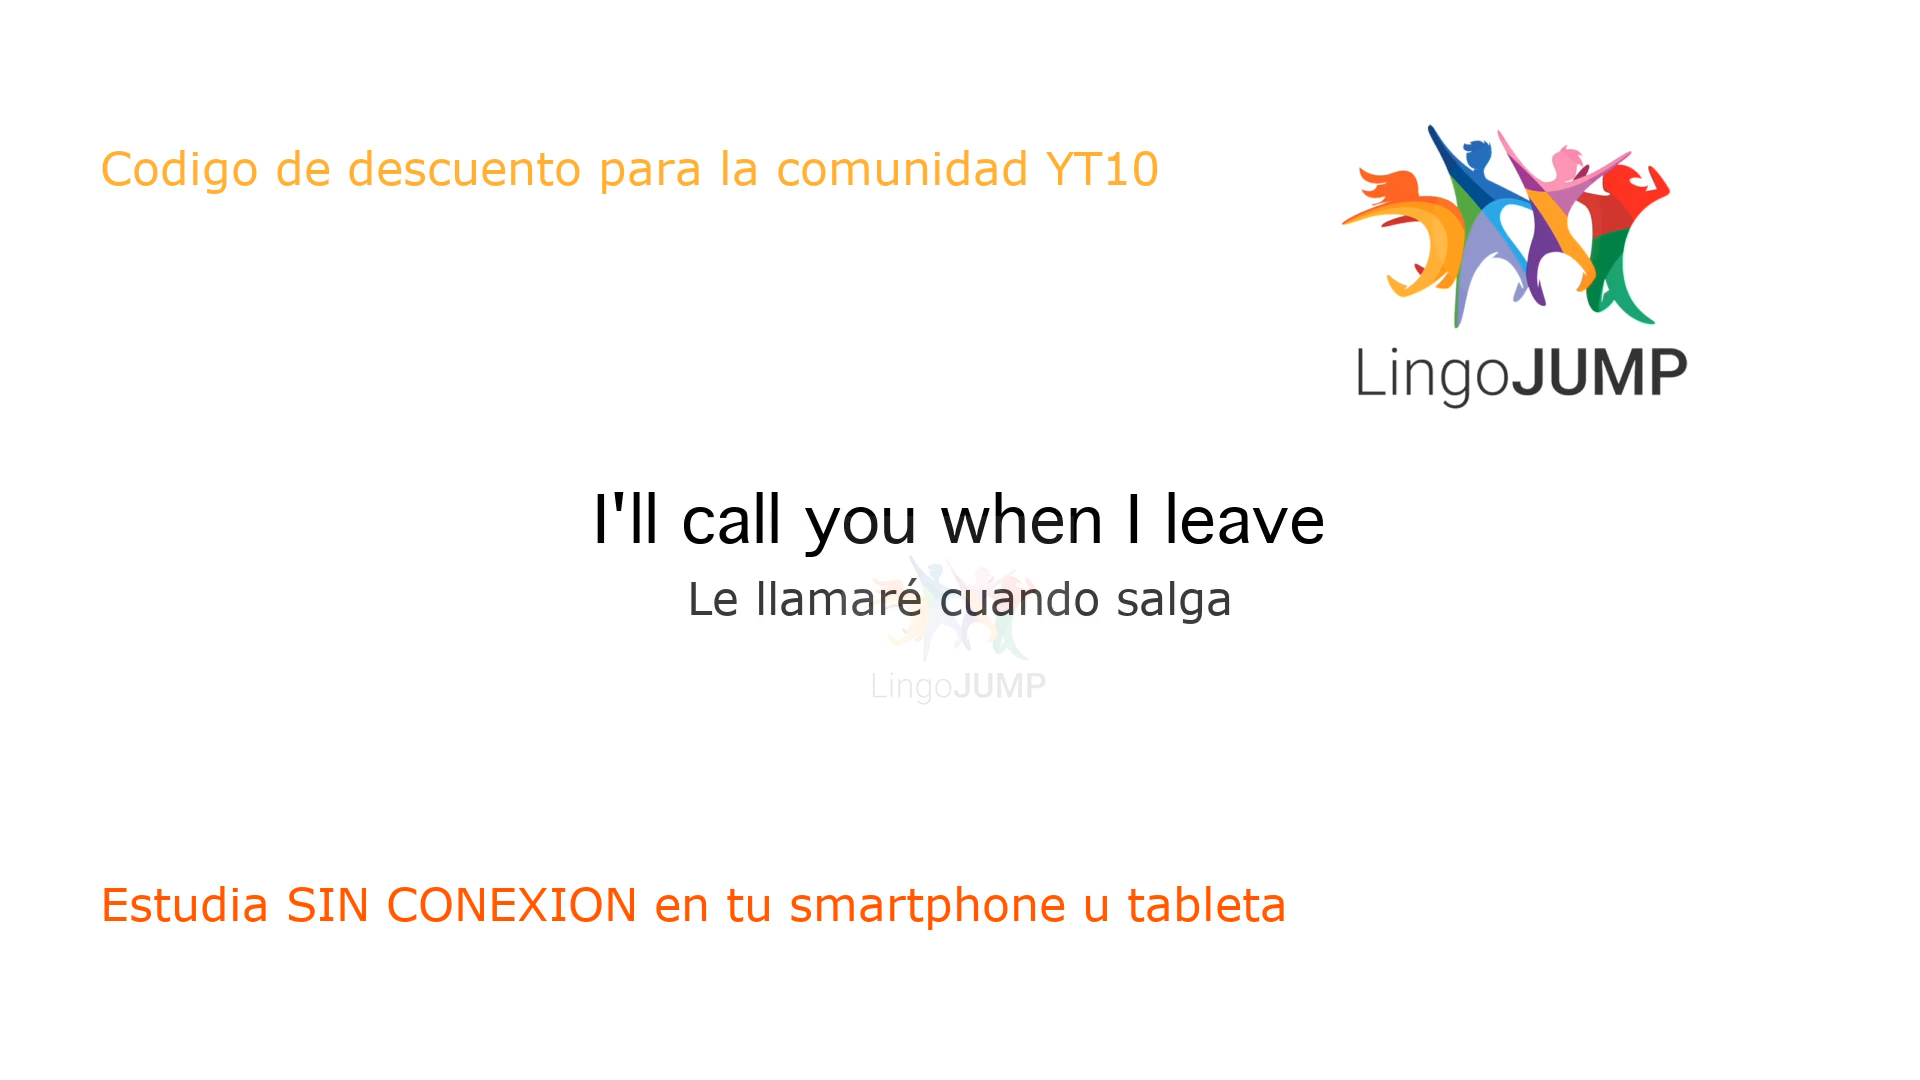 Codigo de descuento para la comunidad YT10
LingoJUMP
I'll call you when I leave
Le llamaré cuando salga
LingoJUMP
Estudia SIN CONEXION en tu smartphone u tableta